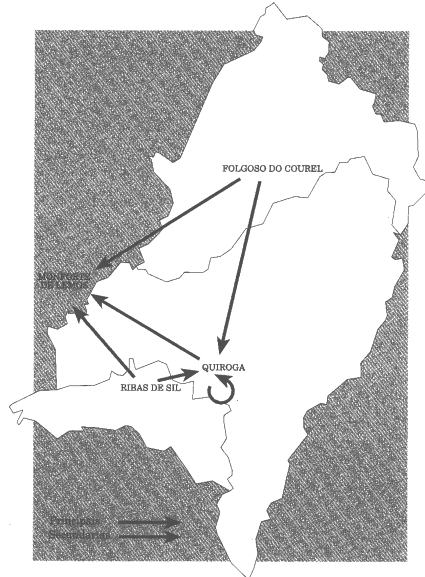 FOLGOSO DO COUREL
MONFORTE
DE LEMOS
QUIROGA
RIBAS DE SIL
Principais
Secundarias